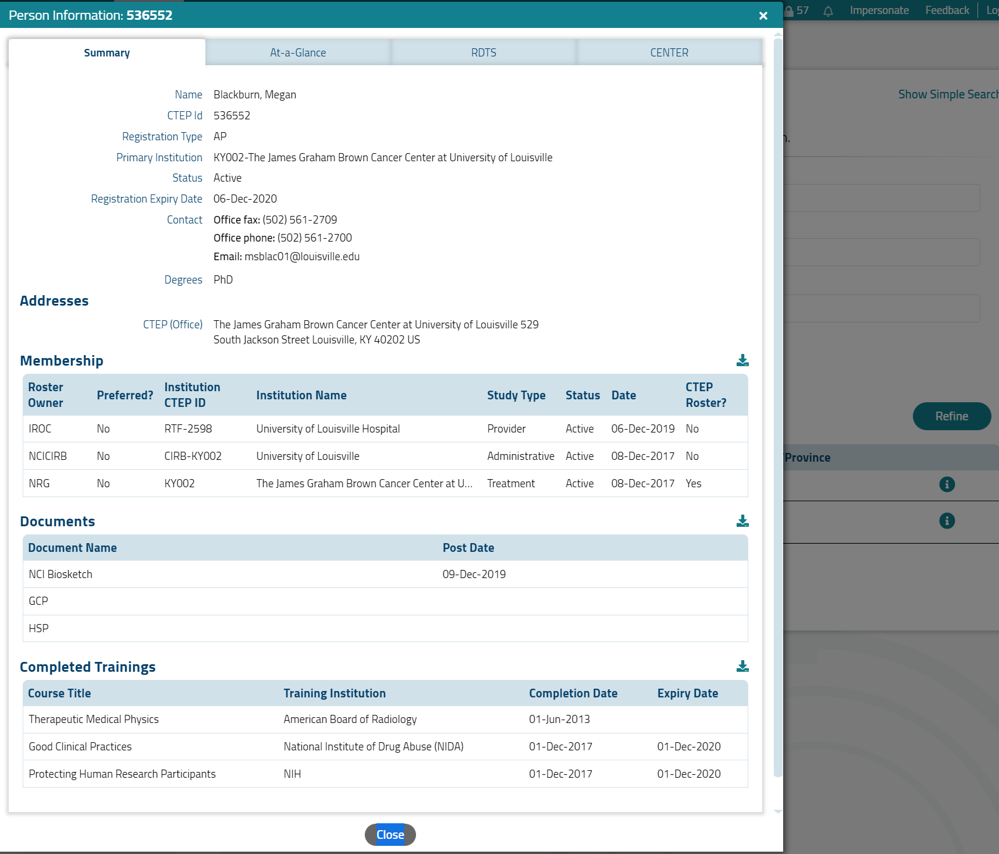 Person Information: 536552
57
Impersonate
Feedback
Summary
At-a-Glance
RDTS
CENTER
Show Simple Search
Name Blackburn, Megan
CTEP Id 536552
Registration Type AP
Primary Institution KY002-The James Graham Brown Cancer Center at University of Louisville
Status Active
Registration Expiry Date 06-Dec-2020
Contact Office fax: (502) 561-2709
Office phone: (502) 561-2700
Email: msblac01@louisville.edu
Degrees PhD
Addresses
CTEP (Office) The James Graham Brown Cancer Center at University of Louisville 529
South Jackson Street Louisville, KY 40202 US
Membership
Roster Owner Preferred? Institution CTEP ID Institution Name Study Type Status Date CTEP Roster?
IROC No RTF-2598 University of Louisville Hospital Provider Active 06-Dec-2019 No
NCICIRB No CIRB-KY002 University of Louisville Administrative Active 08-Dec-2017 No
NRG No KY002 The James Graham Brown Cancer Center at U... Treatment Active 08-Dec-2017 Yes
Refine
/Province
Documents
Document Name Post Date
NCI Biosketch 09-Dec-2019
GCP
HSP
Completed Trainings
Course Title Training Institution Completion Date Expiry Date
Therapeutic Medical Physics American Board of Radiology 01-Jun-2013
Good Clinical Practices National Institute of Drug Abuse (NIDA) 01-Dec-2017 01-Dec-2020
Protecting Human Research Participants NIH 01-Dec-2017 01-Dec-2020
Close